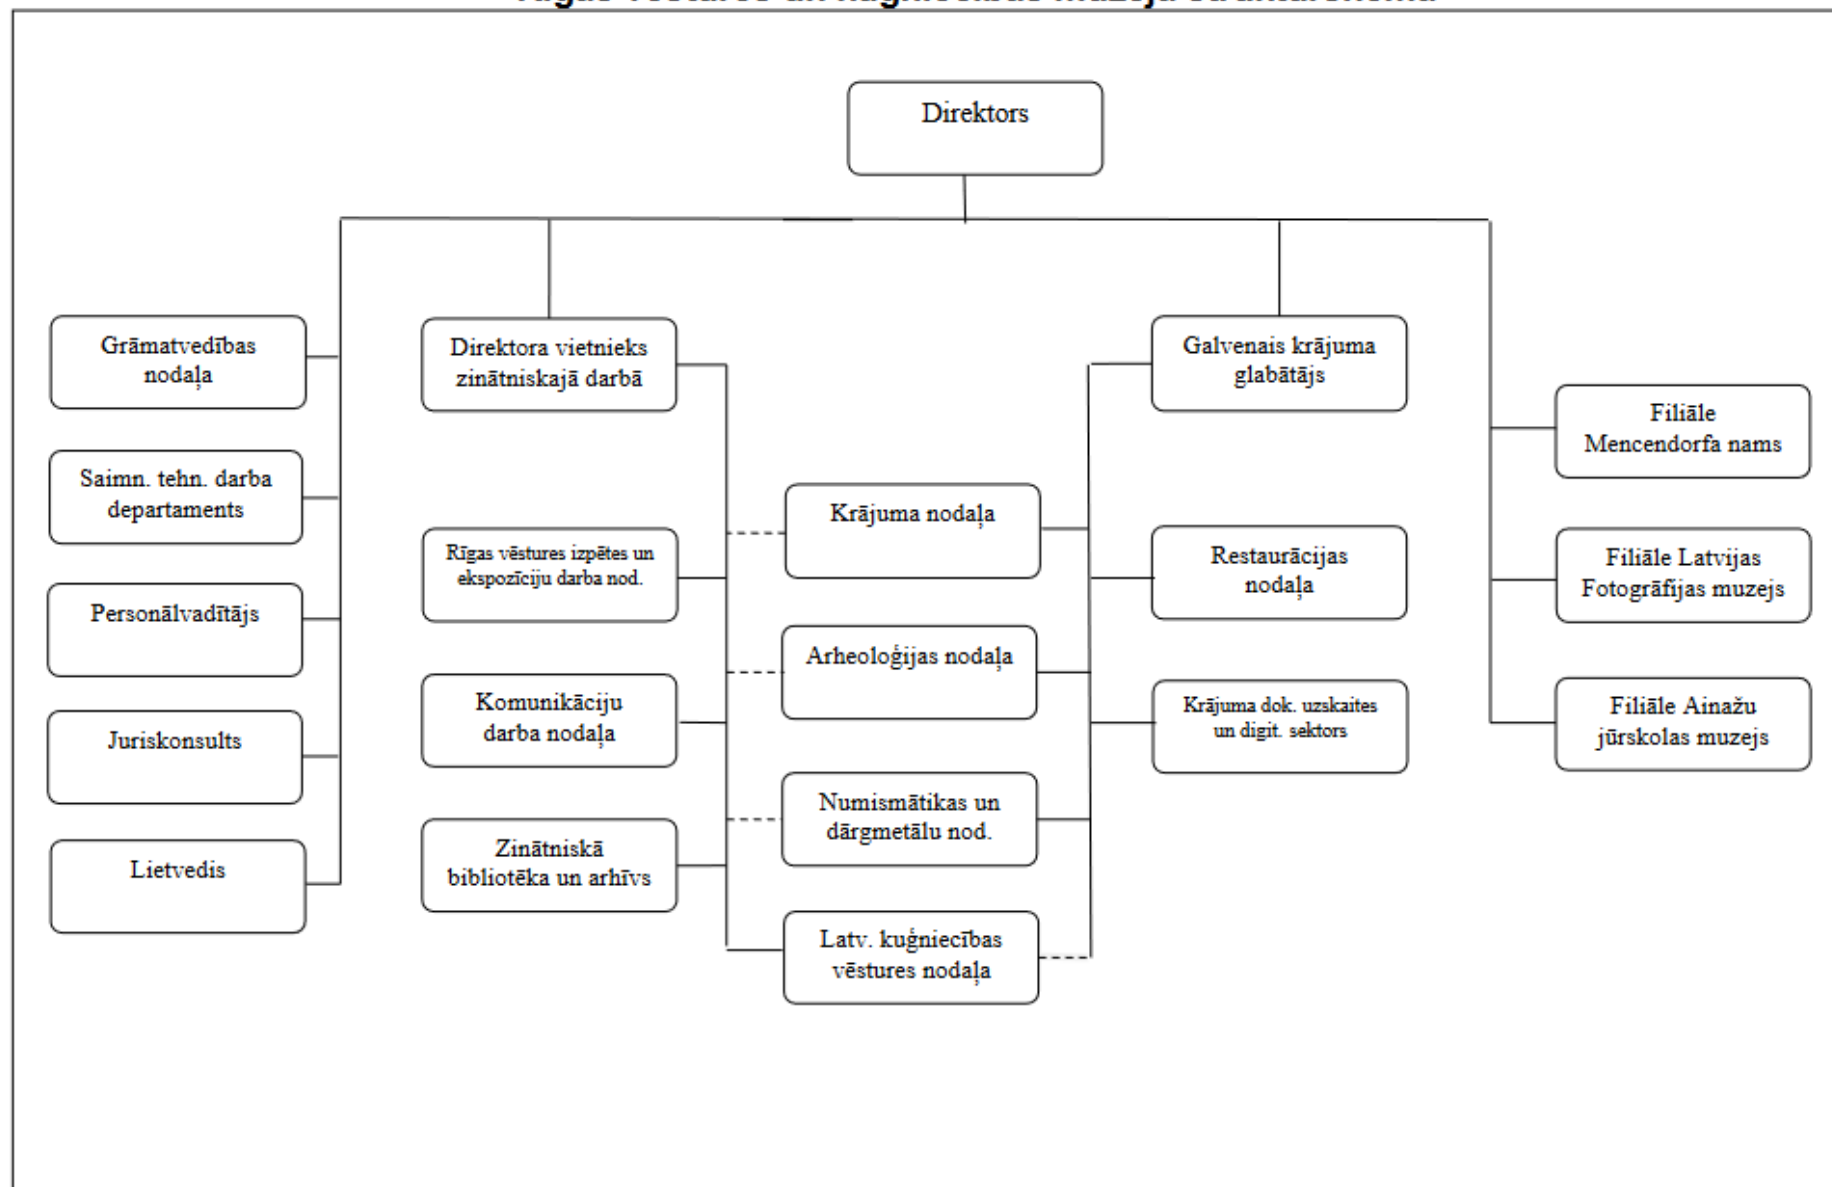 Direktors
Grāmatvedības
nodaļa
Saimn. tehn. darba
departaments
Personālvadītājs
Juriskonsults
Lietvedis
Direktora vietnieks
zinātniskajā darbā
Rīgas vēstures izpētes un
ekspozīciju darba nod.
Komunikāciju
darba nodaļa
Zinātniskā
bibliotēka un arhīvs
Krājuma nodaļa
Arheoloģijas nodaļa
Numismātikas un
dārgmetālu nod.
Latv. kuģniecības
vēstures nodaļa
Galvenais krājuma
glabātājs
Restaurācijas
nodaļa
Krājuma dok. uzskaites
un digit. sektors
Filiāle
Mencendorfa nams
Filiāle Latvijas
Fotogrāfijas muzejs
Filiāle Ainažu
jūrskolas muzejs